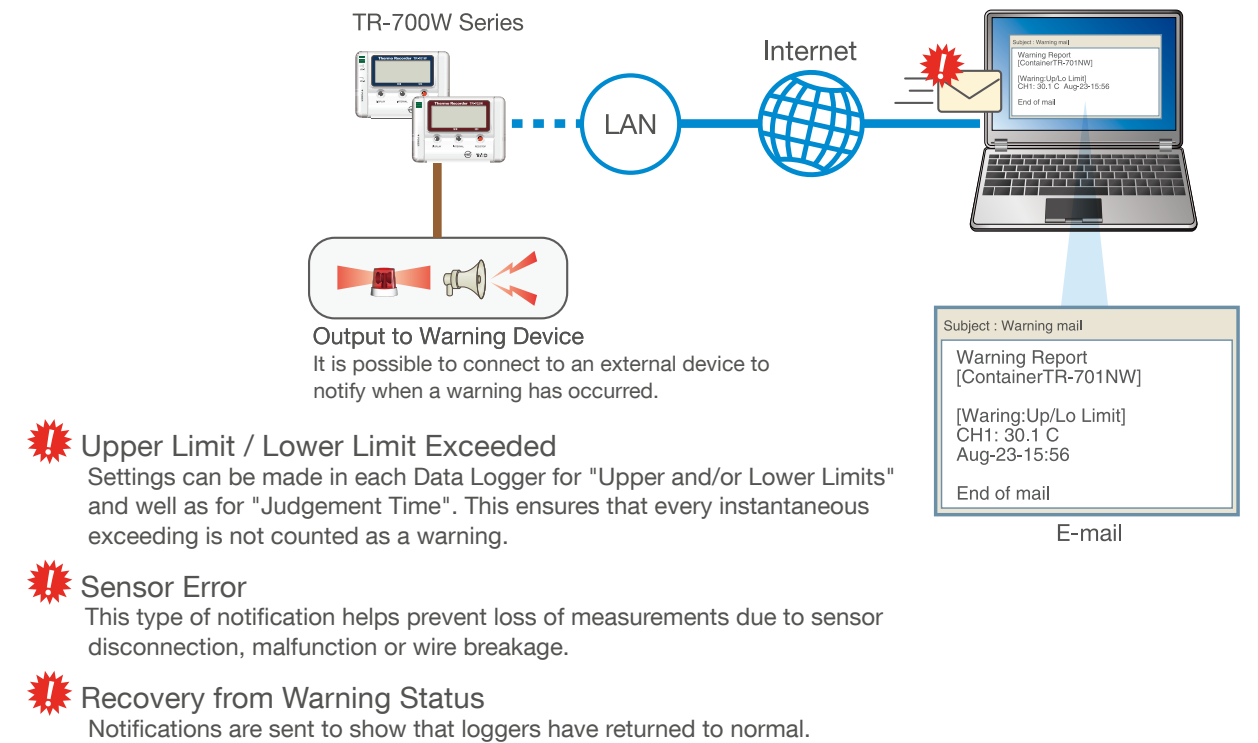 TR-700W Series
Internet
LAN
Thermo Recorder
Thermo Recorder
Subject : Warning mail
Warning Report
[ContainerTR-701NW]
[Waring:Up/Lo Limit]
CH1: 30.1 C Aug-23-15:56
End of mail
Output to Warning Device
It is possible to connect to an external device to
notify when a warning has occurred.
Subject : Warning mail
Warning Report
[ContainerTR-701NW]
[Waring:Up/Lo Limit]
CH1: 30.1 C
Aug-23-15:56
End of mail
E-mail
Upper Limit / Lower Limit Exceeded
Settings can be made in each Data Logger for "Upper and/or Lower Limits"
and well as for "Judgement Time". This ensures that every instantaneous
exceeding is not counted as a warning.
Sensor Error
This type of notification helps prevent loss of measurements due to sensor
disconnection, malfunction or wire breakage.
Recovery from Warning Status
Notifications are sent to show that loggers have returned to normal.